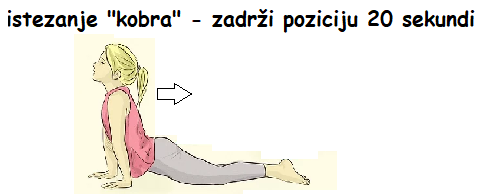 istezanje "kobra" - zadrži poziciju 20 sekundi